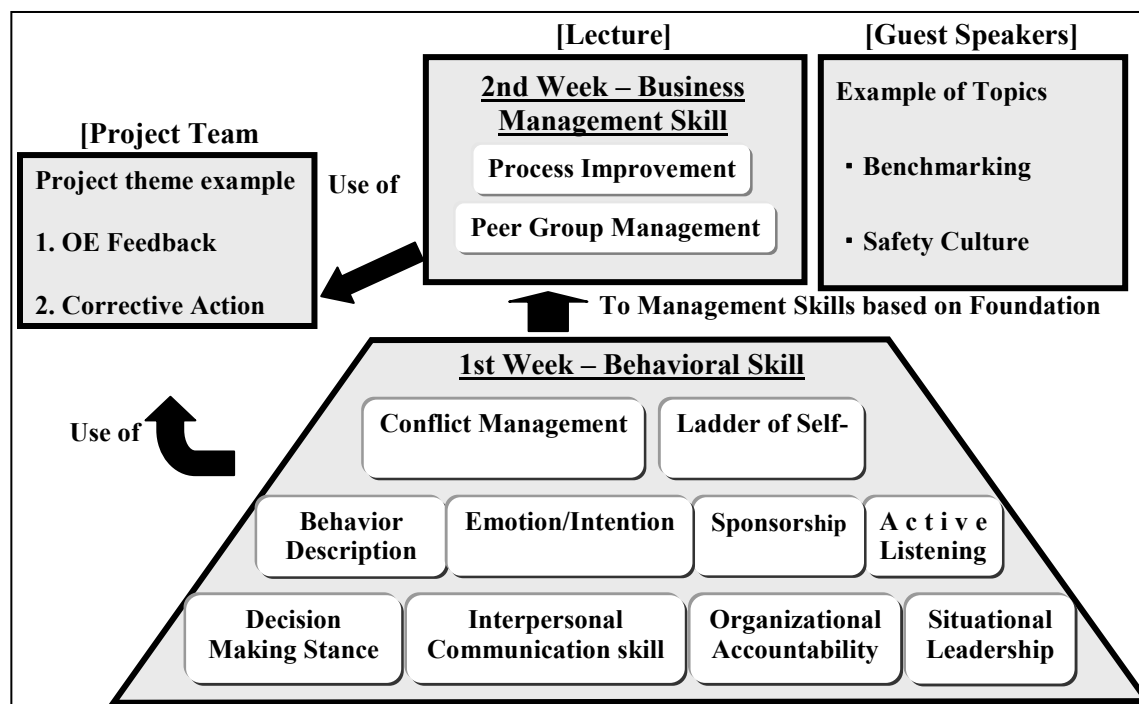 [Lecture]
[Guest Speakers]
2nd Week – Business
Management Skill
Process Improvement
Peer Group Management
Example of Topics
・Benchmarking
・Safety Culture
[Project Team
Project theme example
1. OE Feedback
2. Corrective Action
Use of
To Management Skills based on Foundation
1st Week – Behavioral Skill
Use of
Conflict Management
Ladder of Self-
Behavior
Description
Emotion/Intention
Sponsorship
A c t i v e
Listening
Decision
Making Stance
Interpersonal
Communication skill
Organizational
Accountability
Situational
Leadership